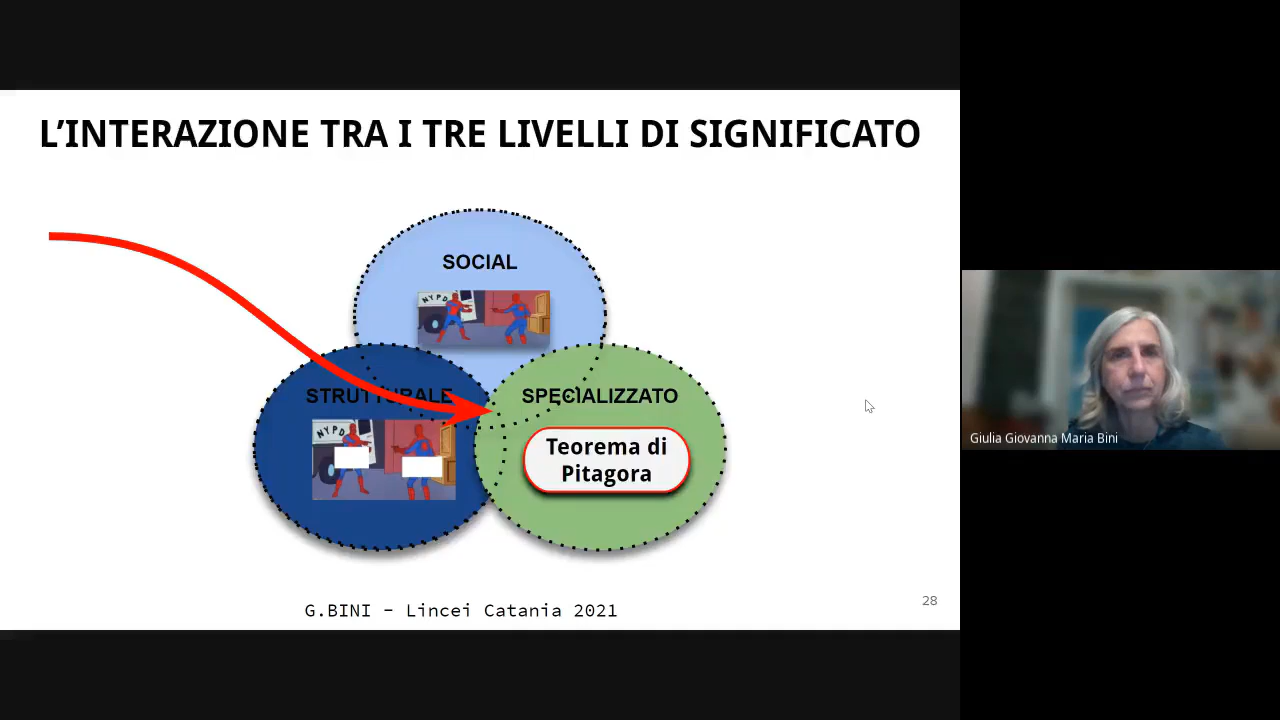 L’INTERAZIONE TRA I TRE LIVELLI DI SIGNIFICATO
SOCIAL
NYPD
STRUTTURALE
SPECIALIZZATO
NYPD
Teorema di
Pitagora
Giulia Giovanna Maria Bini
28
G.BINI – Lincei Catania 2021